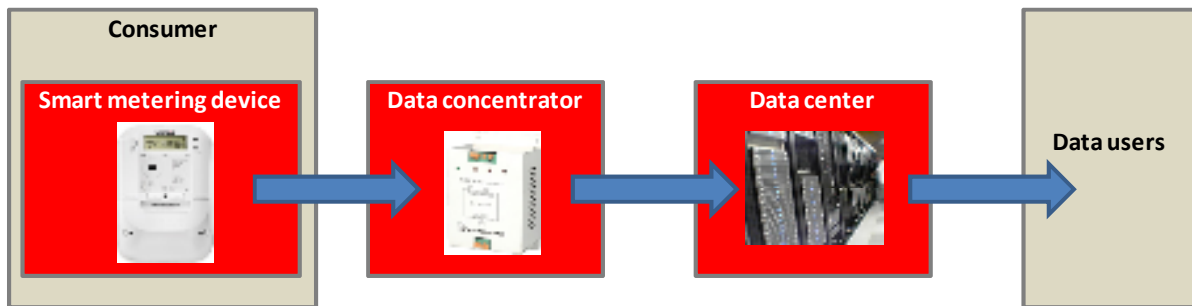 Consumer
Smart metering device
Data concentrator
Data center
Data users